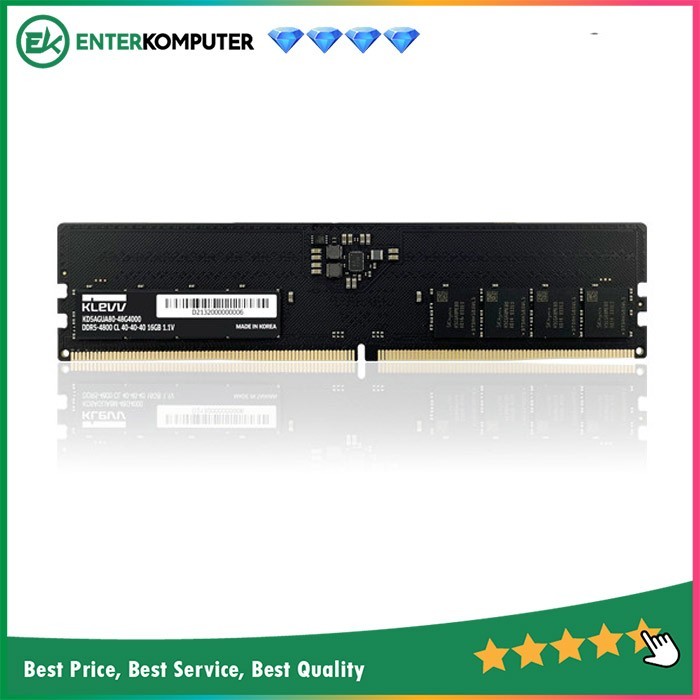 EK ENTERKOMPUTER
KLEVV
KD5AGUA80-48G4000
DDR5-4800 CL 40-40-40 16GB 1.1V
D2132000000006
MADE IN KOREA
Best Price, Best Service, Best Quality